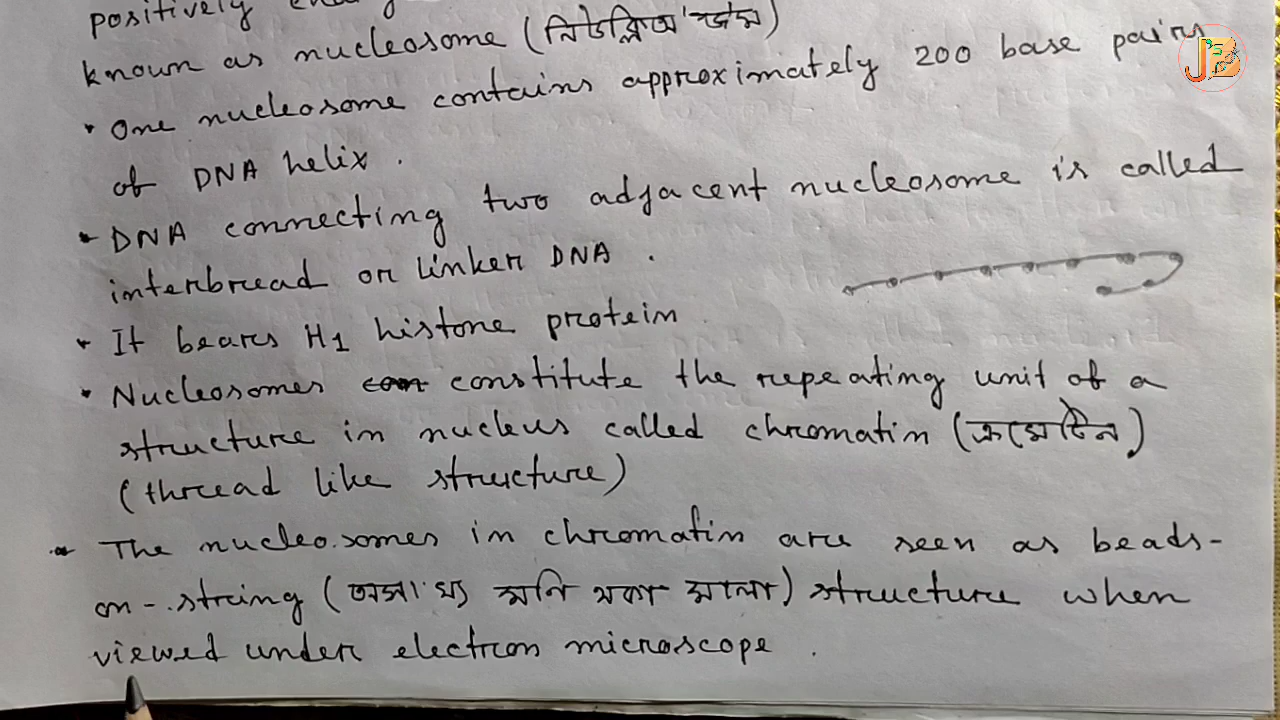 positively
known as nucleosome (নিউক্লিঅ'জম)
• One nucleosome contains approximately 200 base pairs
of DNA helix.
• DNA connecting two adjacent nucleosome is called
interbread or linker DNA.
• It bears H1 histone protein
• Nucleosomes constitute the repeating unit of a
structure in nucleus called chromatin (ক্ৰমেটিন)
(thread like structure)
• The nucleosomes in chromatin are seen as beads-
on-string (মনি থকা মালা) structure when
viewed under electron microscope.